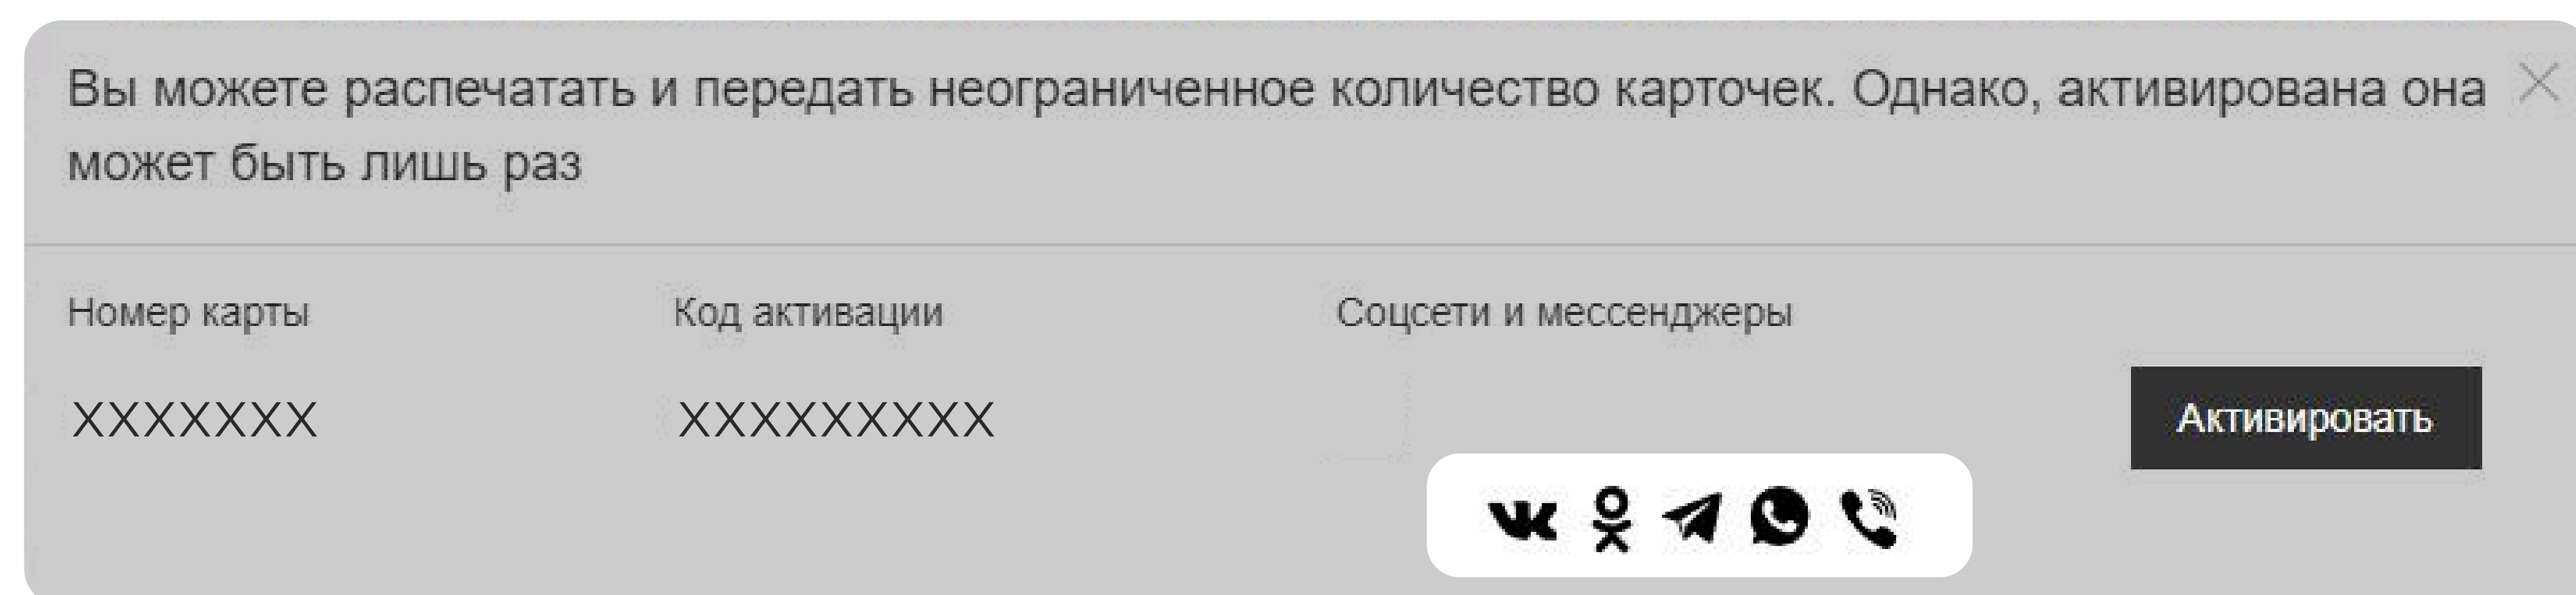 Вы можете распечатать и передать неограниченное количество карточек. Однако, активирована она
может быть лишь раз
Номер карты Код активации Соцсети и мессенджеры
XXXXXXX XXXXXXXXX Активировать